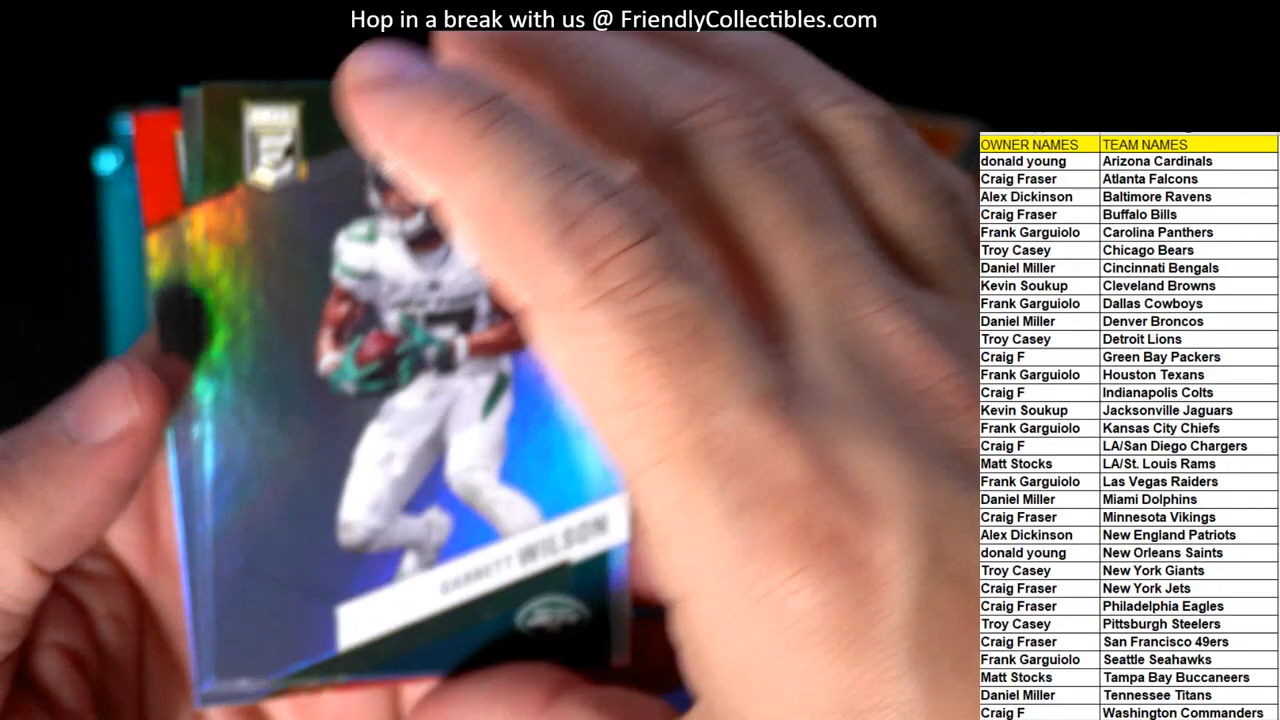 Hop in a break with us @ FriendlyCollectibles.com
OWNER NAMES TEAM NAMES
donald young Arizona Cardinals
Craig Fraser Atlanta Falcons
Alex Dickinson Baltimore Ravens
Craig Fraser Buffalo Bills
Frank Garguiolo Carolina Panthers
Troy Casey Chicago Bears
Daniel Miller Cincinnati Bengals
Kevin Soukup Cleveland Browns
Frank Garguiolo Dallas Cowboys
Daniel Miller Denver Broncos
Troy Casey Detroit Lions
Craig F Green Bay Packers
Frank Garguiolo Houston Texans
Craig F Indianapolis Colts
Kevin Soukup Jacksonville Jaguars
Frank Garguiolo Kansas City Chiefs
Craig F LA/San Diego Chargers
Matt Stocks LA/St. Louis Rams
Frank Garguiolo Las Vegas Raiders
Daniel Miller Miami Dolphins
Craig Fraser Minnesota Vikings
Alex Dickinson New England Patriots
donald young New Orleans Saints
Troy Casey New York Giants
Craig Fraser New York Jets
Craig Fraser Philadelphia Eagles
Troy Casey Pittsburgh Steelers
Craig Fraser San Francisco 49ers
Frank Garguiolo Seattle Seahawks
Matt Stocks Tampa Bay Buccaneers
Daniel Miller Tennessee Titans
Craig F Washington Commanders
GARRETT WILSON